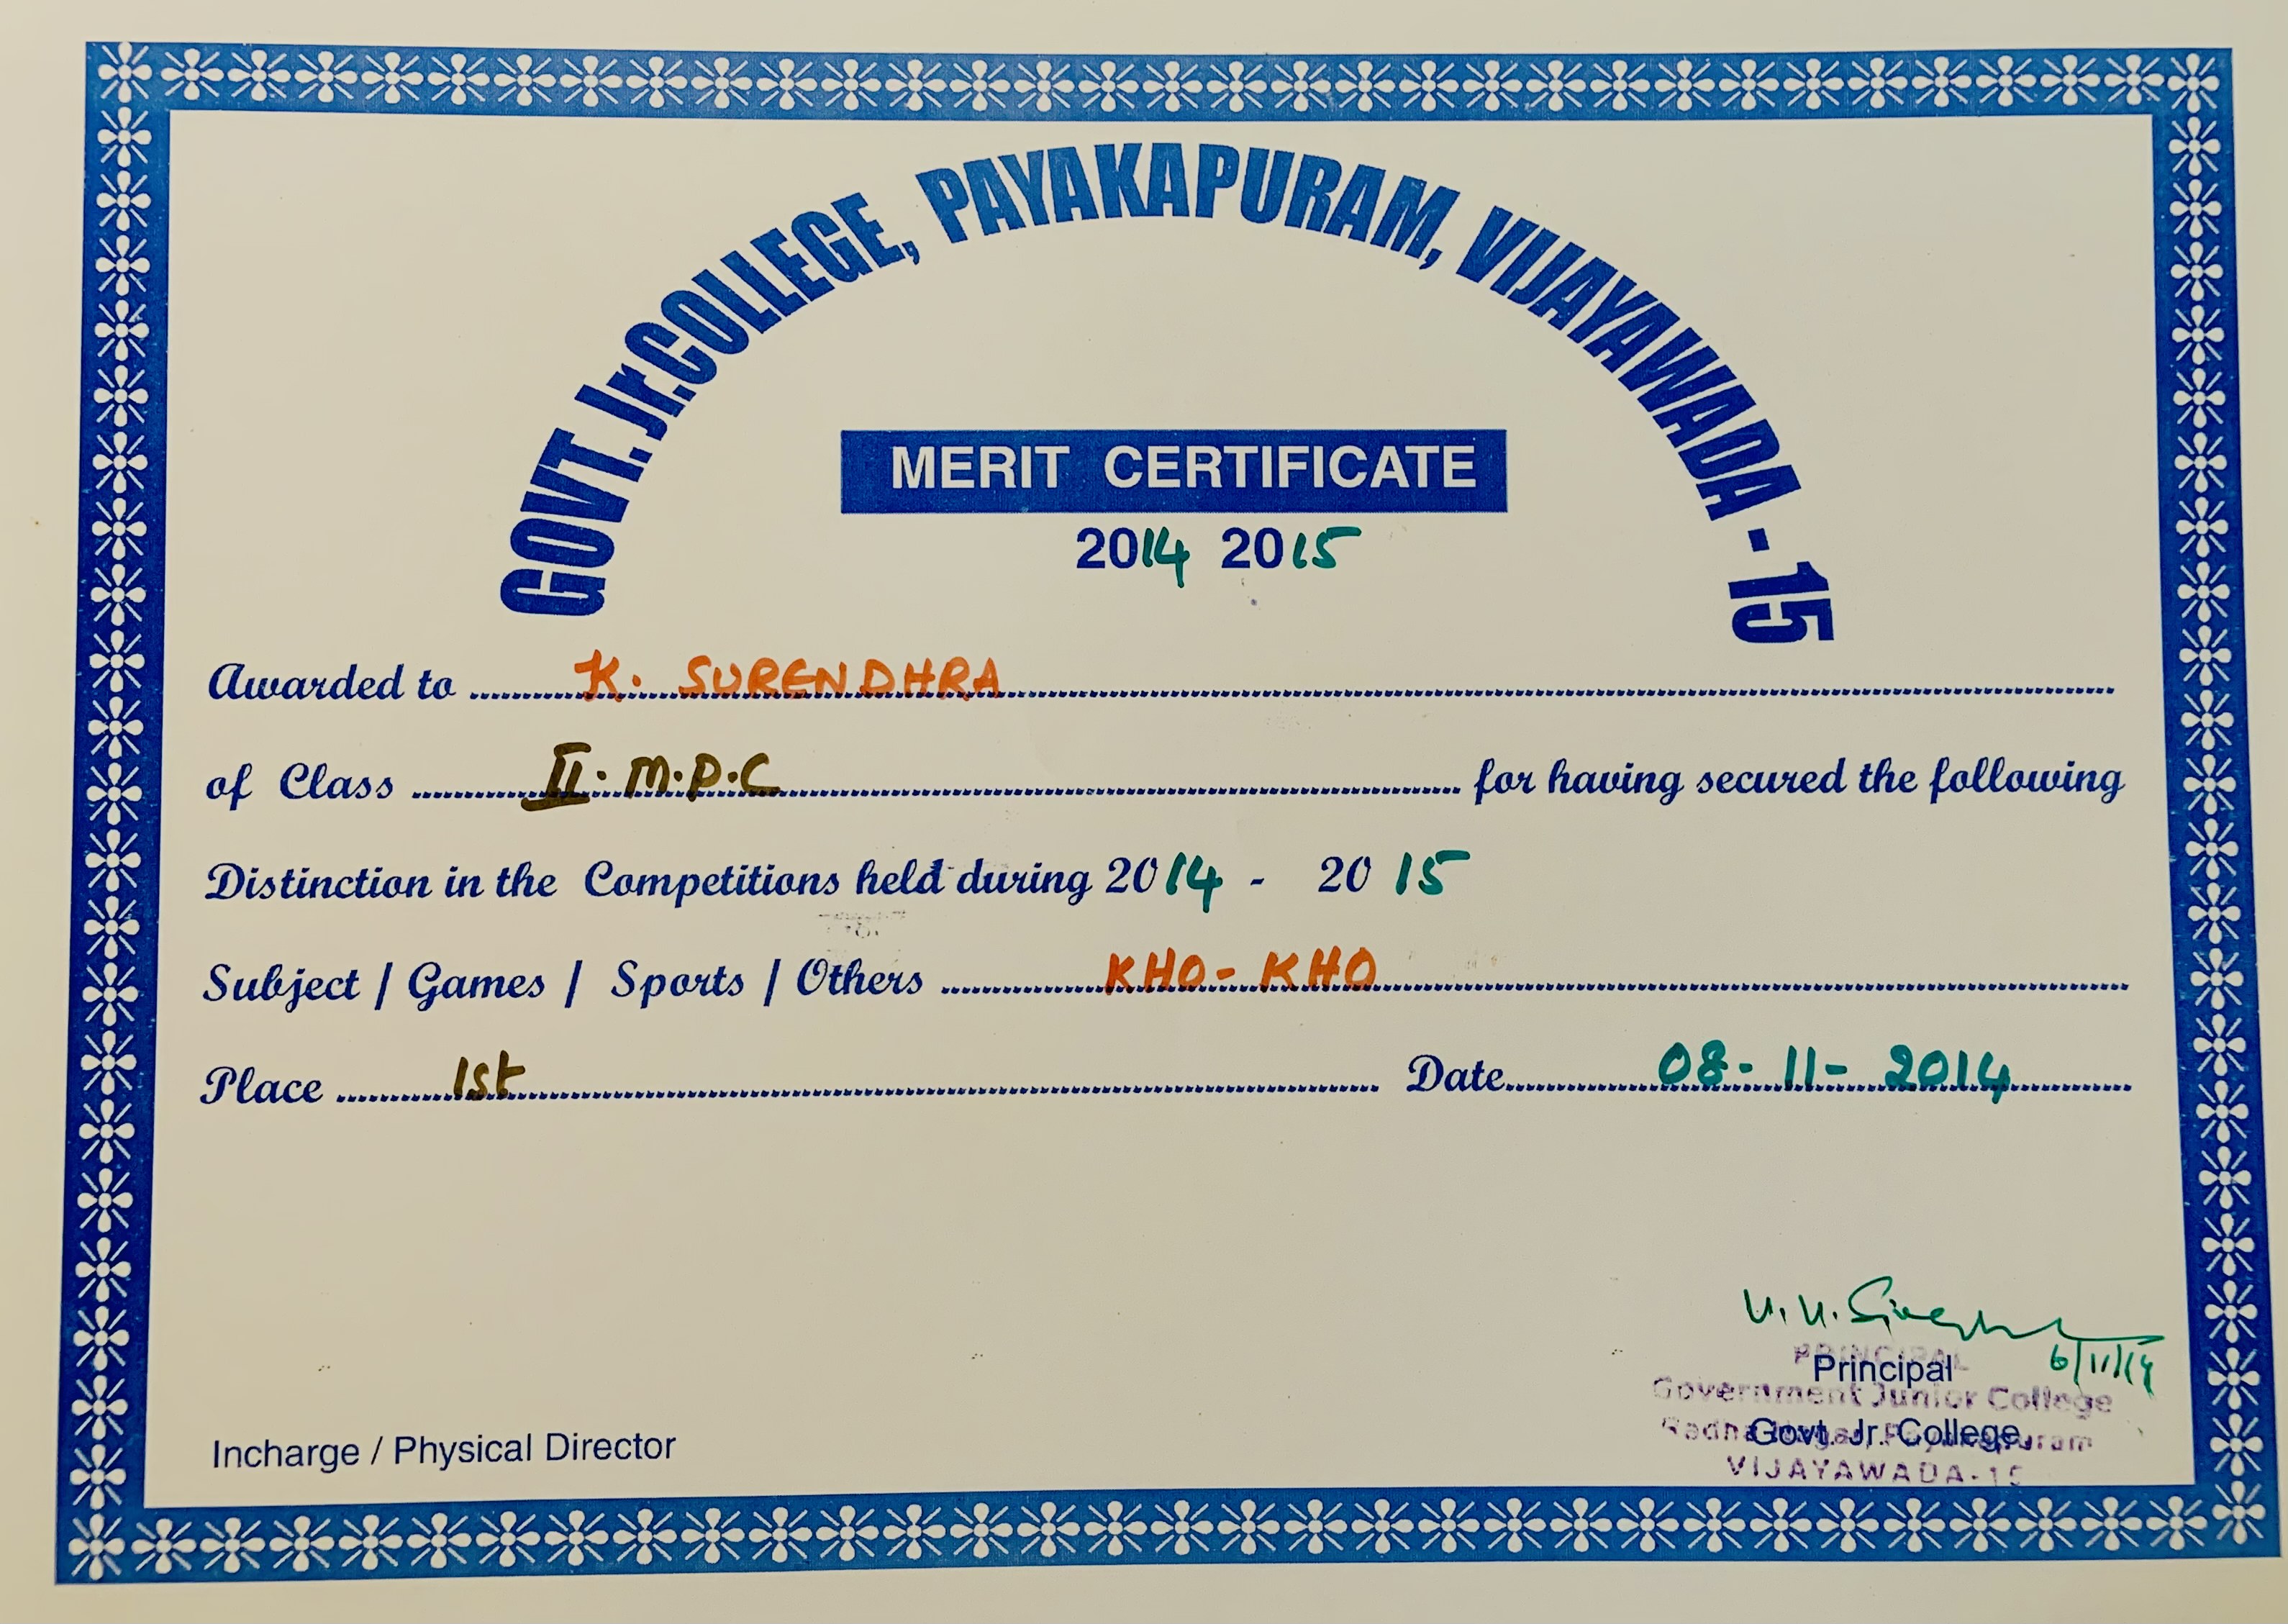 GOVT. Jr. COLLEGE, PAYAKAPURAM, VIJAYAWADA - 15
MERIT CERTIFICATE
2014 2015
Awarded to K. SURENDHRA
of Class II. M.P.C for having secured the following
Distinction in the Competitions held during 2014 - 2015
Subject / Games / Sports / Others KHO-KHO
Place 1st Date 08-11-2014
6/11/14
PRINCIPAL
Principal
Government Junior College
Govt. Jr. College
VIJAYAWADA-15
Incharge / Physical Director